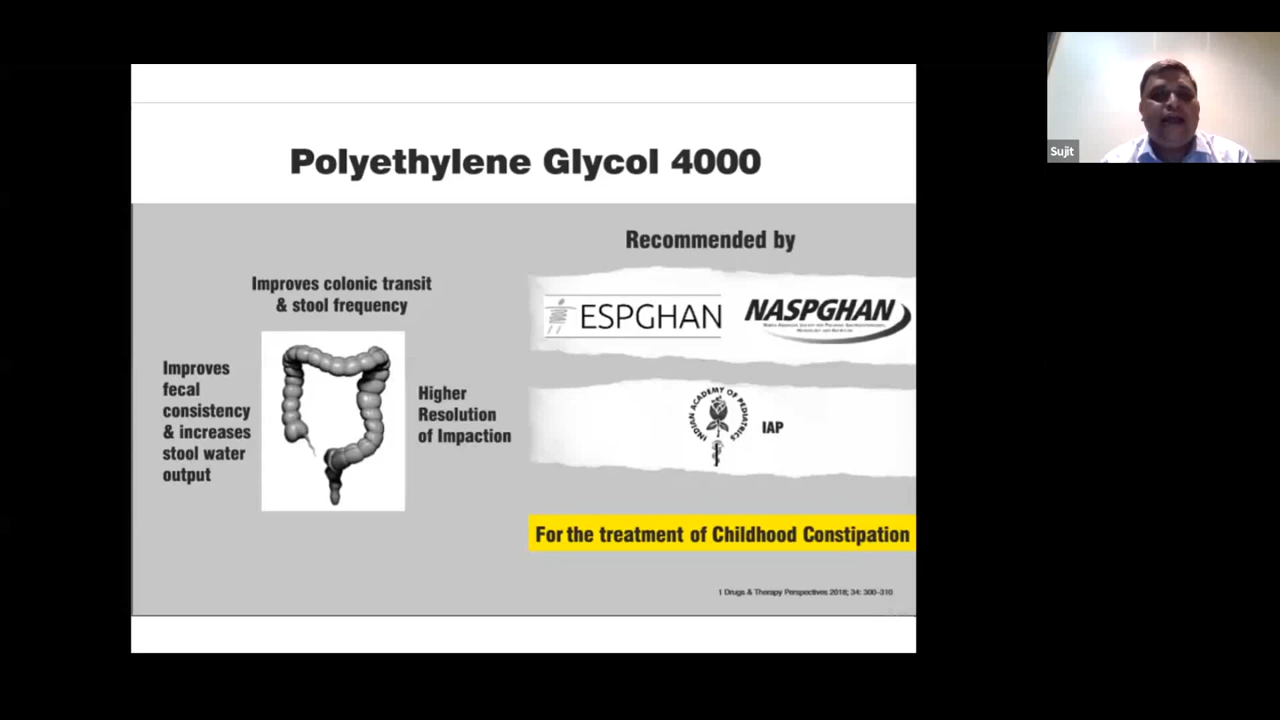 Polyethylene Glycol 4000
Improves colonic transit
& stool frequency
Improves
fecal
consistency
& increases
stool water
output
Higher
Resolution
of Impaction
Recommended by
ESPGHAN
NASPGHAN
INDIAN ACADEMY OF PEDIATRICS
IAP
For the treatment of Childhood Constipation
1 Drugs & Therapy Perspectives 2018; 34: 300-310
Sujit